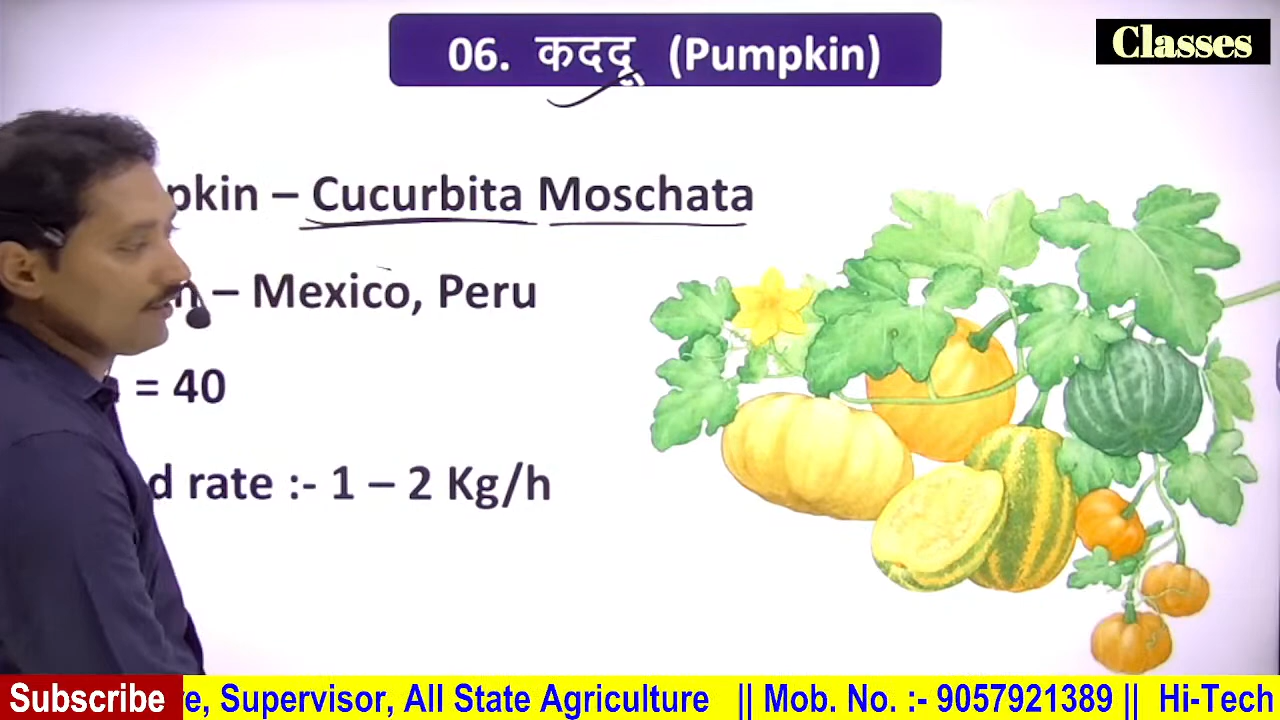 06. कददू (Pumpkin)
Classes
pkin – Cucurbita Moschata
– Mexico, Peru
= 40
d rate :- 1 – 2 Kg/h
Subscribe
e, Supervisor, All State Agriculture || Mob. No. :- 9057921389 || Hi-Tech